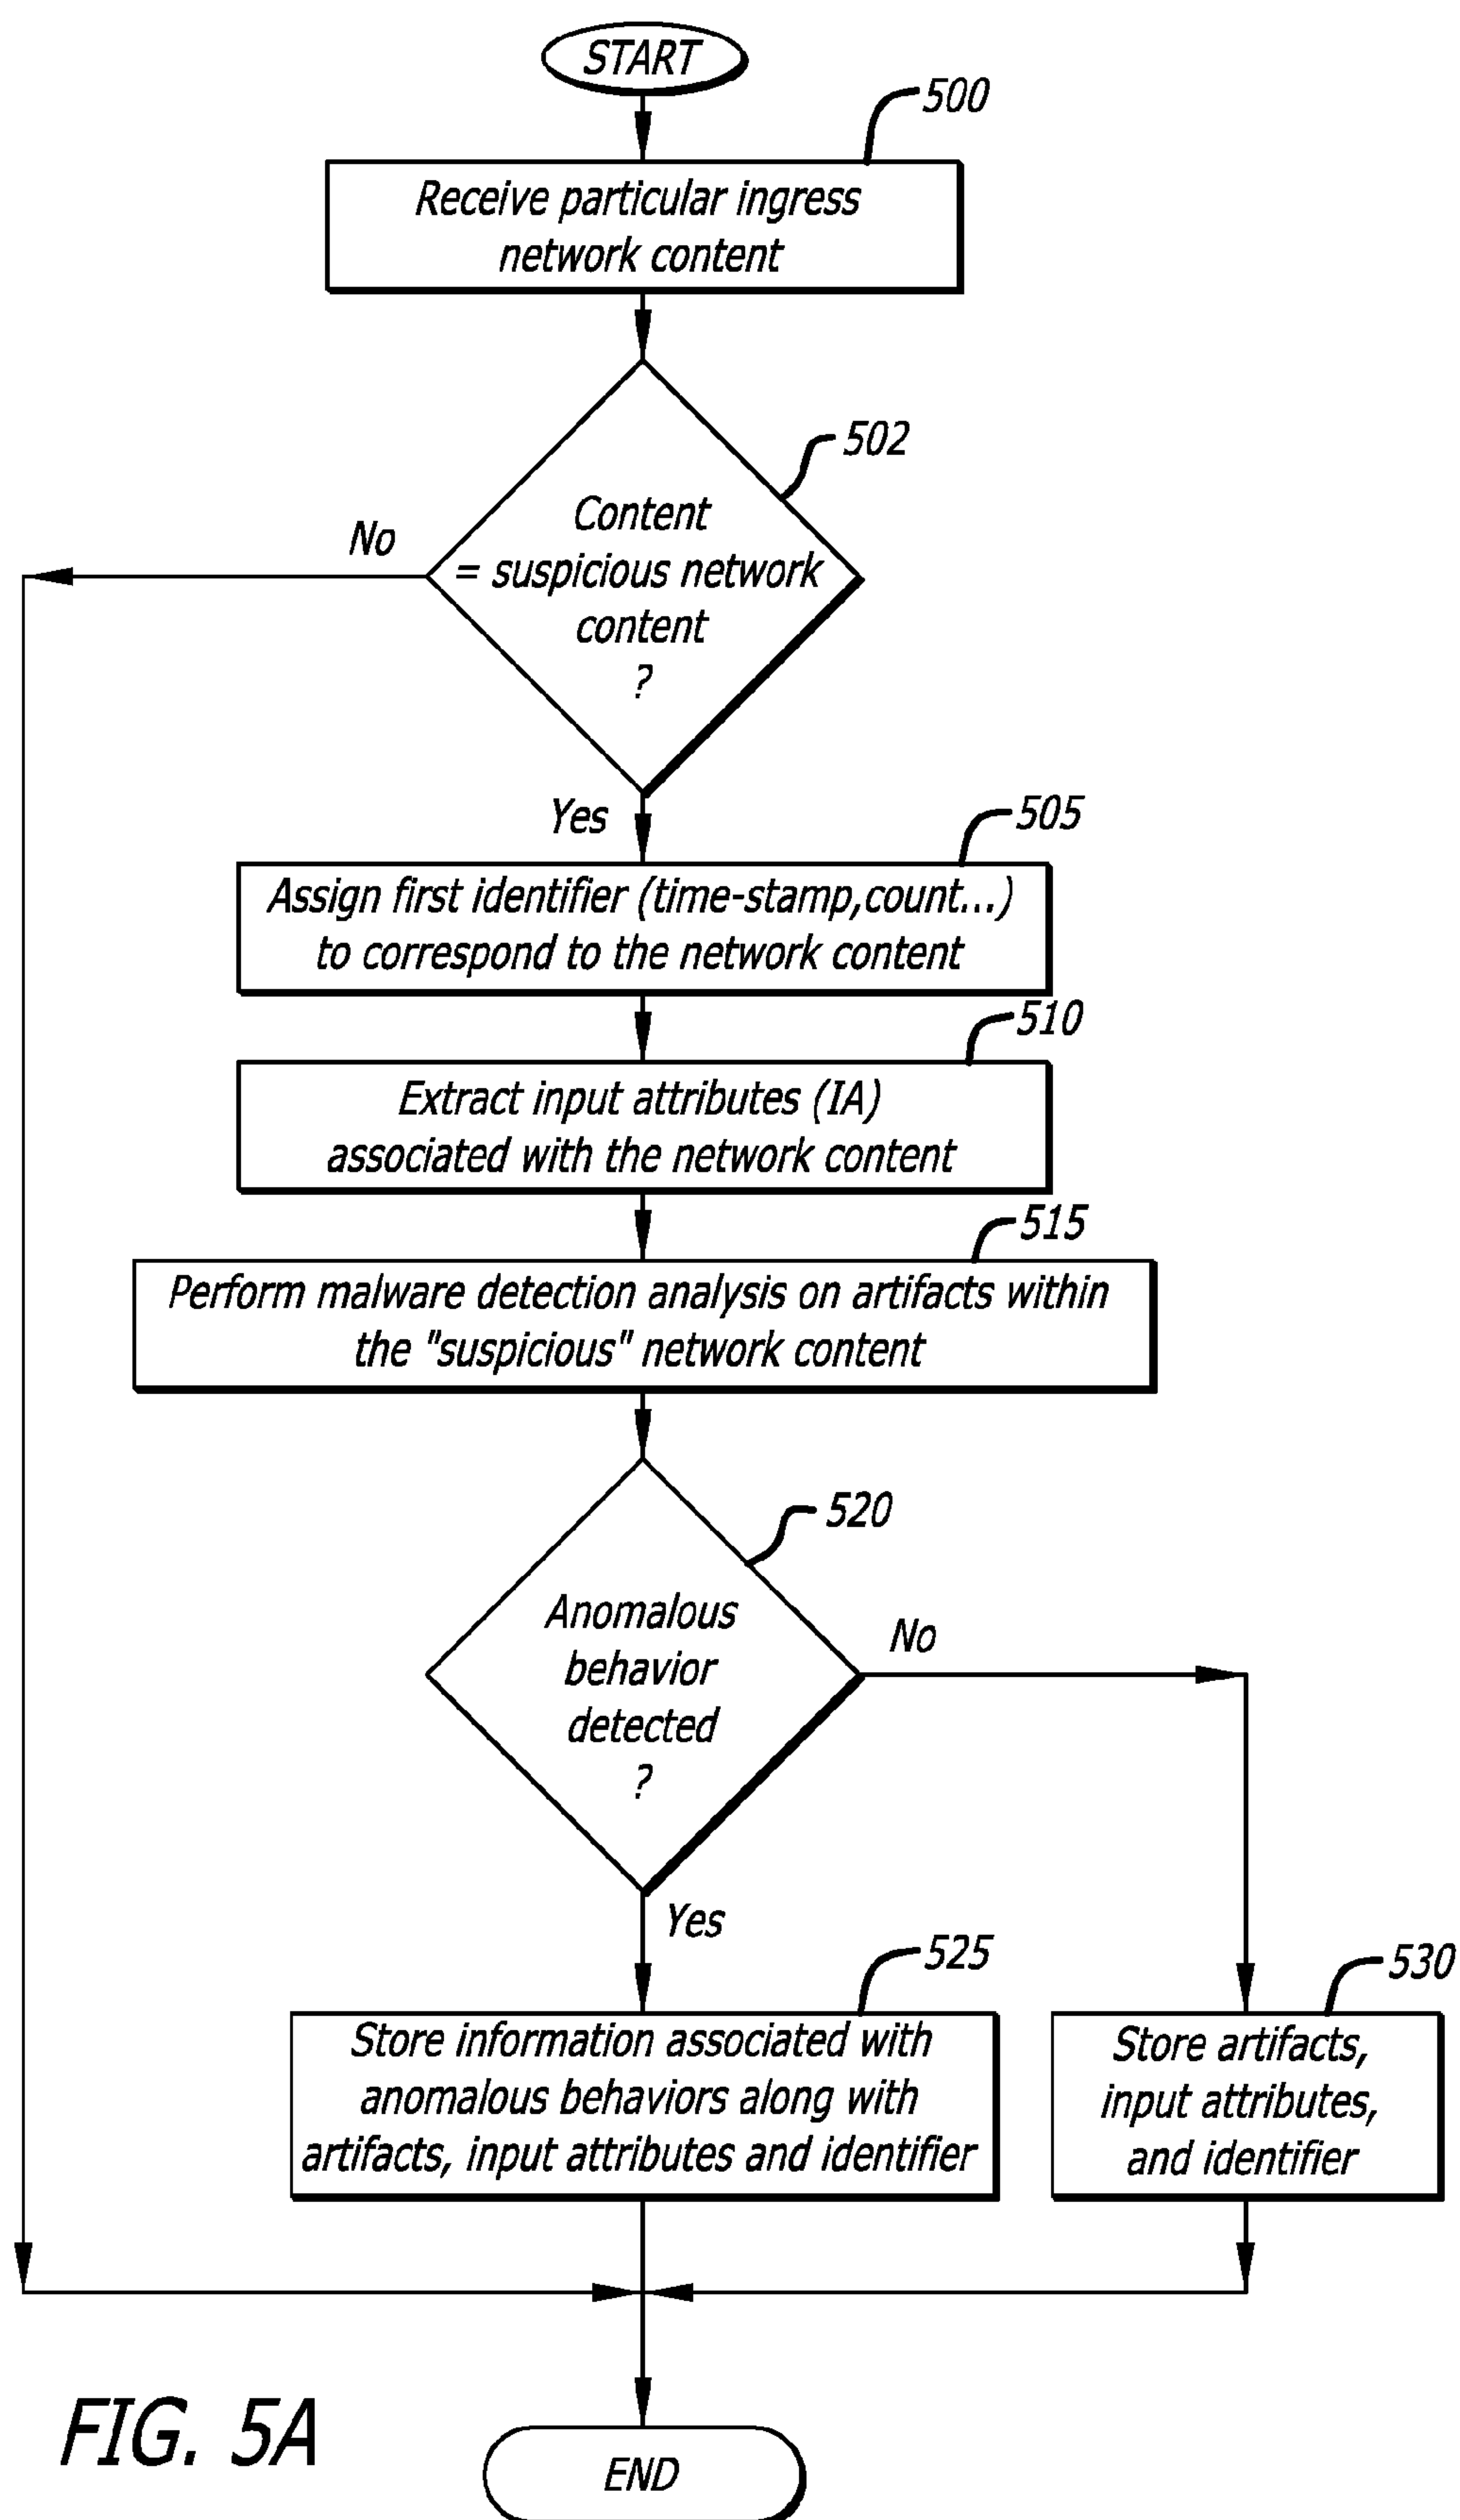 START
500
Receive particular ingress
network content
502
Content
= suspicious network
content
?
No
Yes
505
Assign first identifier (time-stamp,count...)
to correspond to the network content
510
Extract input attributes (IA)
associated with the network content
515
Perform malware detection analysis on artifacts within
the "suspicious" network content
520
Anomalous
behavior
detected
?
No
Yes
525
Store information associated with
anomalous behaviors along with
artifacts, input attributes and identifier
530
Store artifacts,
input attributes,
and identifier
FIG. 5A
END